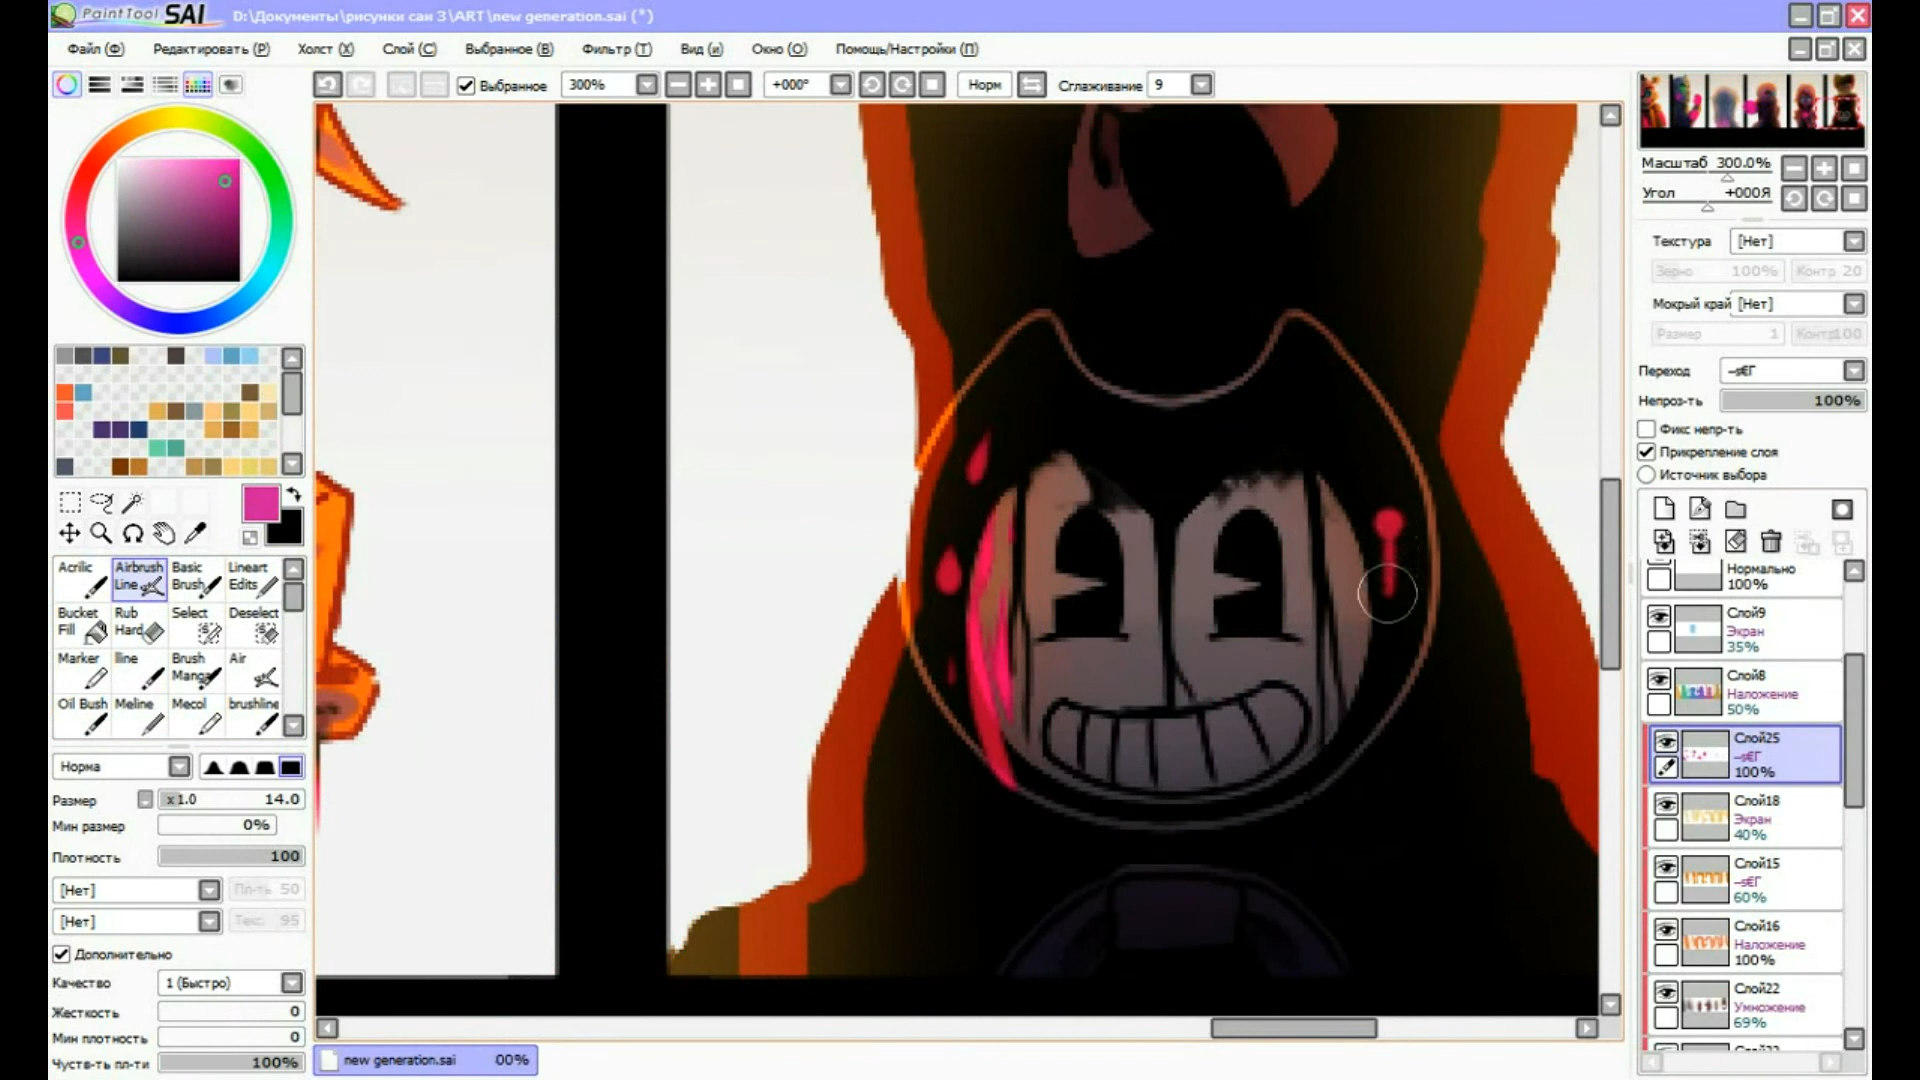 PaintTool SAI D:\Документы\рисунки саи 3\ART\new generation.sai (*)
Файл (Ф) Редактировать (Р) Холст (Х) Слой (С) Выбранное (В) Фильтр (Т) Вид (и) Окно (О) Помощь/Настройки (П)
Выбранное 300% +000° Норм Сглаживание 9
Масштаб 300.0%
Угол +000Я
Текстура [Нет]
Зерно 100% Контр 20
Мокрый край [Нет]
Размер 1 Контр100
Переход
Непроз-ть 100%
Фикс непр-ть
Прикрепление слоя
Источник выбора
Acrilic Airbrush Line Basic Brush Lineart Edits
Bucket Fill Rub Hard Select Deselect
Marker lline Brush Manga Air
Oil Bush Meline Mecol brushline
Норма
Размер x1.0 14.0
Мин размер 0%
Плотность 100
[Нет] Пл-ть 50
[Нет] Текс. 95
Дополнительно
Качество 1 (Быстро)
Жесткость 0
Мин плотность 0
Чуств-ть пл-ти 100%
Нормально
100%
Слой9
Экран
35%
Слой8
Наложение
50%
Слой25
100%
Слой18
Экран
40%
Слой15
60%
Слой16
Наложение
100%
Слой22
Умножение
69%
new generation.sai 00%